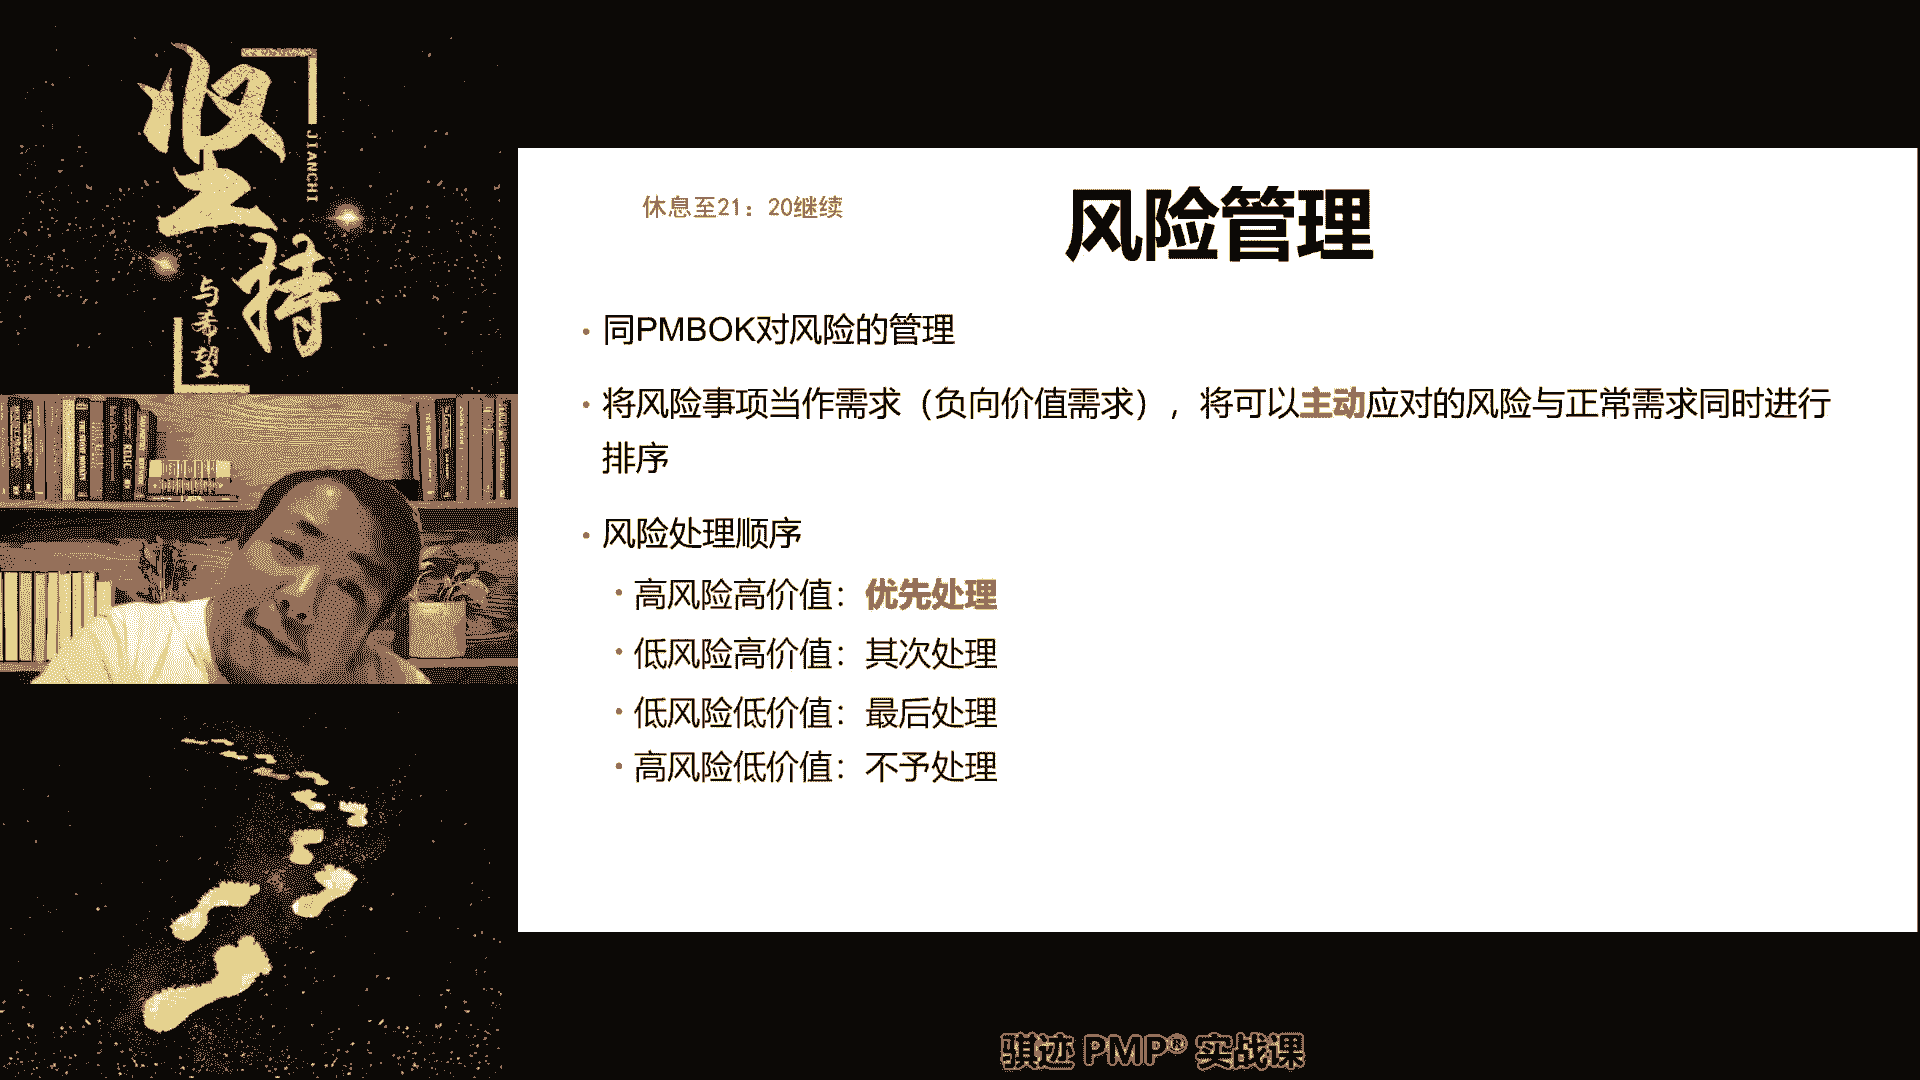 坚持
JIANCHI
与希望
休息至21：20继续
风险管理
• 同PMBOK对风险的管理
• 将风险事项当作需求（负向价值需求），将可以主动应对的风险与正常需求同时进行
排序
• 风险处理顺序
• 高风险高价值：优先处理
• 低风险高价值：其次处理
• 低风险低价值：最后处理
• 高风险低价值：不予处理
骐迹 PMP® 实战课